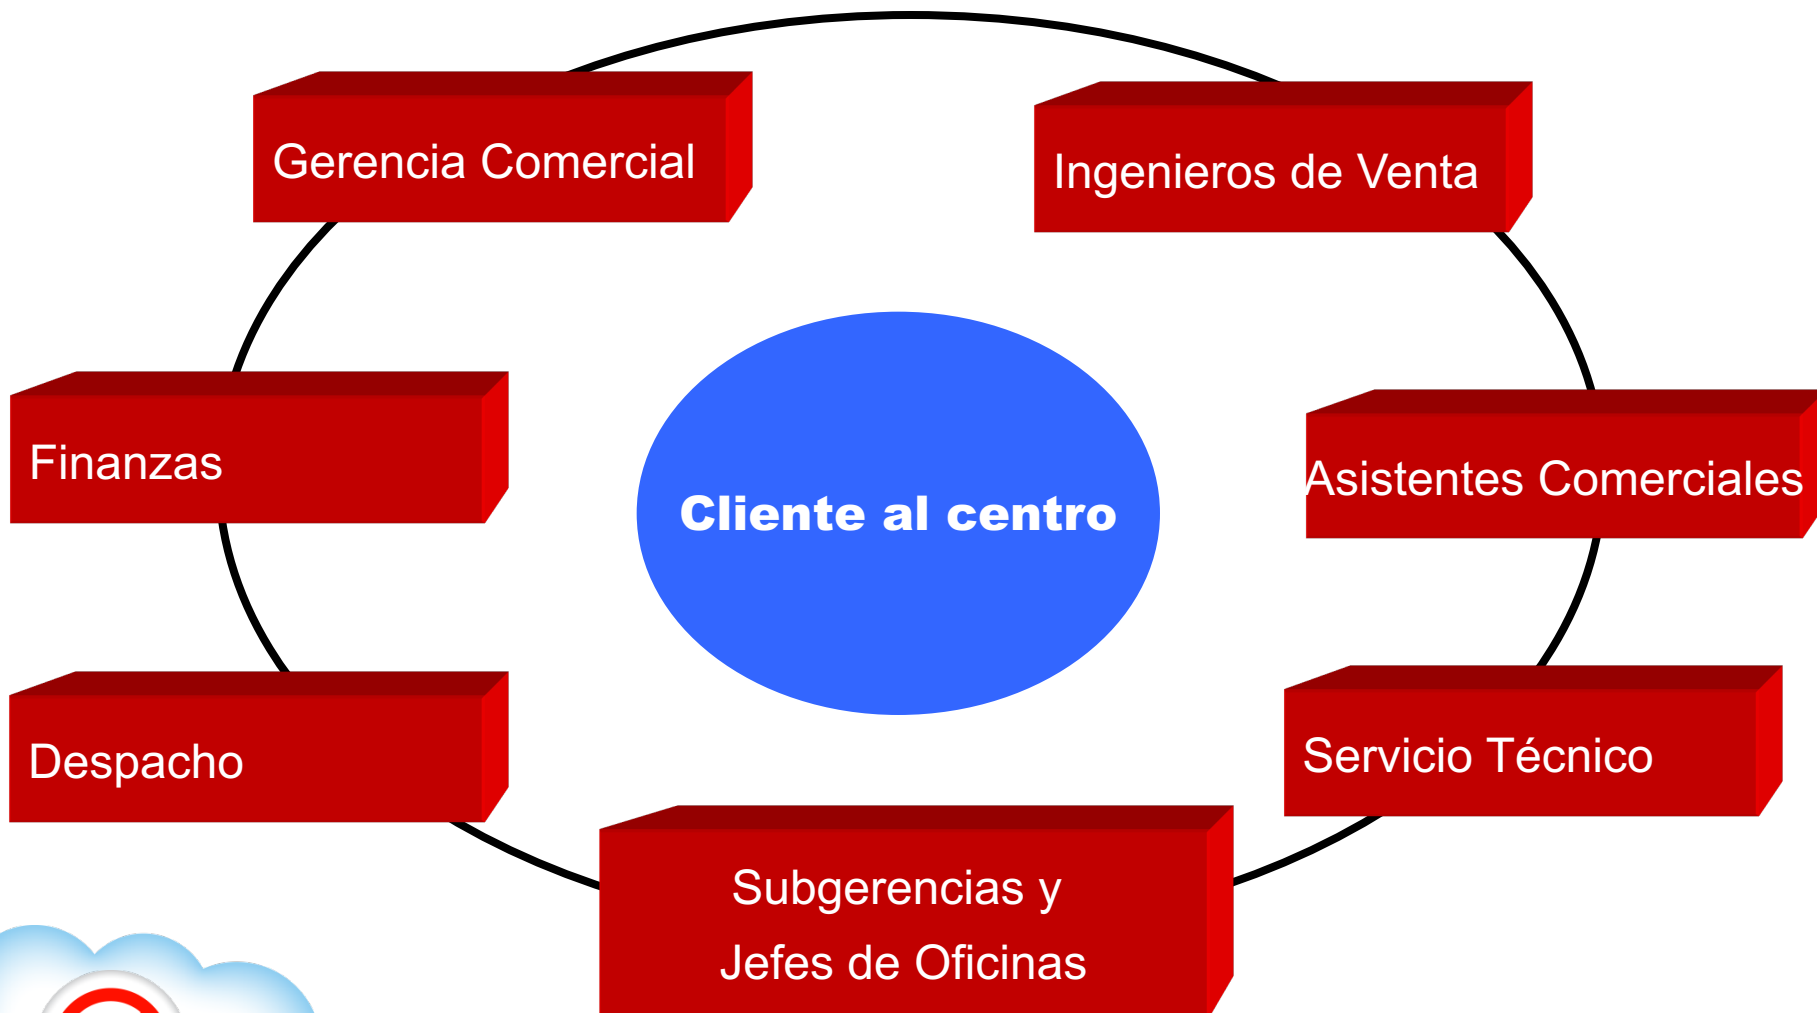 Gerencia Comercial
Ingenieros de Venta
Finanzas
Cliente al centro
Asistentes Comerciales
Despacho
Servicio Técnico
Subgerencias y
Jefes de Oficinas